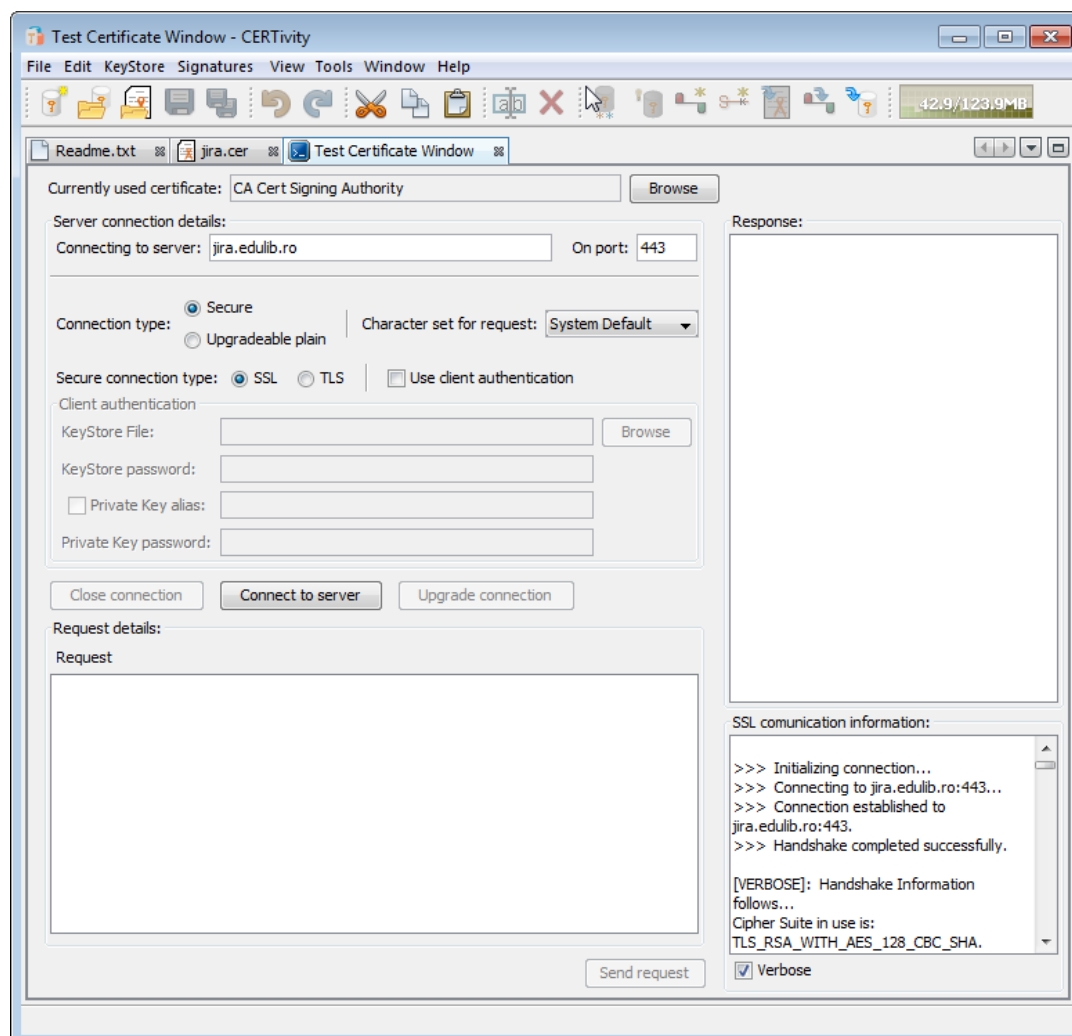 Test Certificate Window - CERTivity
File Edit KeyStore Signatures View Tools Window Help
42.9/123.9MB
Readme.txt jira.cer Test Certificate Window
Currently used certificate: CA Cert Signing Authority Browse
Server connection details:
Connecting to server: jira.edulib.ro On port: 443
Connection type: Secure
Upgradeable plain
Character set for request: System Default
Secure connection type: SSL TLS Use client authentication
Client authentication
KeyStore File: Browse
KeyStore password:
Private Key alias:
Private Key password:
Close connection Connect to server Upgrade connection
Request details:
Request
Send request
Response:
SSL comunication information:
>>> Initializing connection...
>>> Connecting to jira.edulib.ro:443...
>>> Connection established to
jira.edulib.ro:443.
>>> Handshake completed successfully.
[VERBOSE]: Handshake Information
follows...
Cipher Suite in use is:
TLS_RSA_WITH_AES_128_CBC_SHA.
Verbose